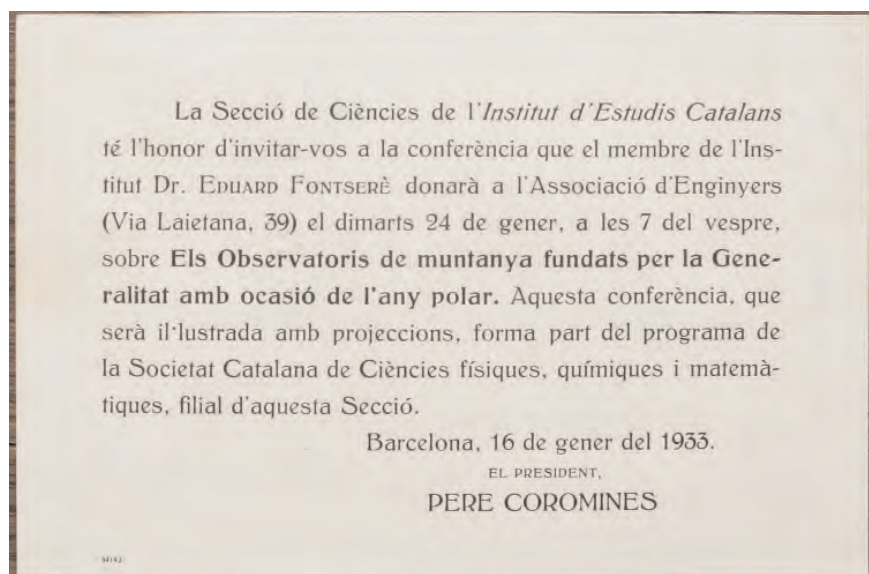 La Secció de Ciències de l'Institut d'Estudis Catalans
té l'honor d'invitar-vos a la conferència que el membre de l'Ins-
titut Dr. EDUARD FONTSERÈ donarà a l'Associació d'Enginyers
(Via Laietana, 39) el dimarts 24 de gener, a les 7 del vespre,
sobre Els Observatoris de muntanya fundats per la Gene-
ralitat amb ocasió de l'any polar. Aquesta conferència, que
serà il·lustrada amb projeccions, forma part del programa de
la Societat Catalana de Ciències físiques, químiques i matemà-
tiques, filial d'aquesta Secció.
Barcelona, 16 de gener del 1933.
EL PRESIDENT,
PERE COROMINES